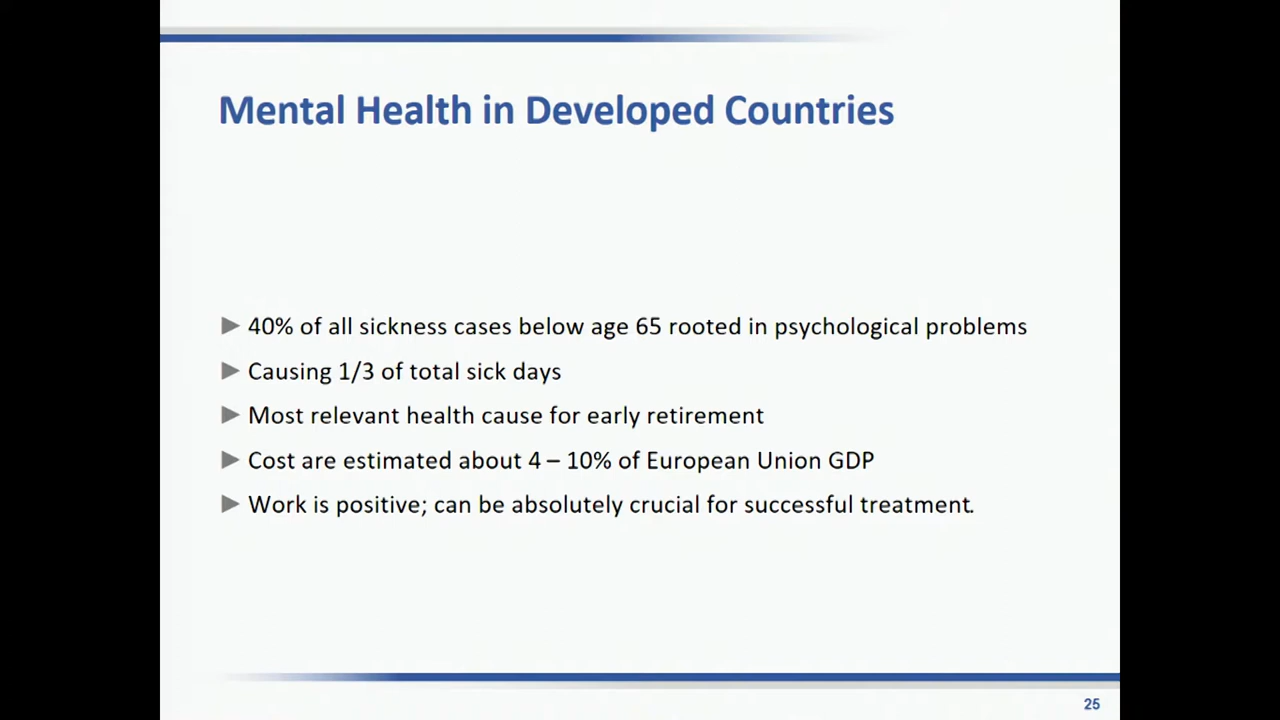 Mental Health in Developed Countries
▶ 40% of all sickness cases below age 65 rooted in psychological problems
▶ Causing 1/3 of total sick days
▶ Most relevant health cause for early retirement
▶ Cost are estimated about 4 – 10% of European Union GDP
▶ Work is positive; can be absolutely crucial for successful treatment.
25